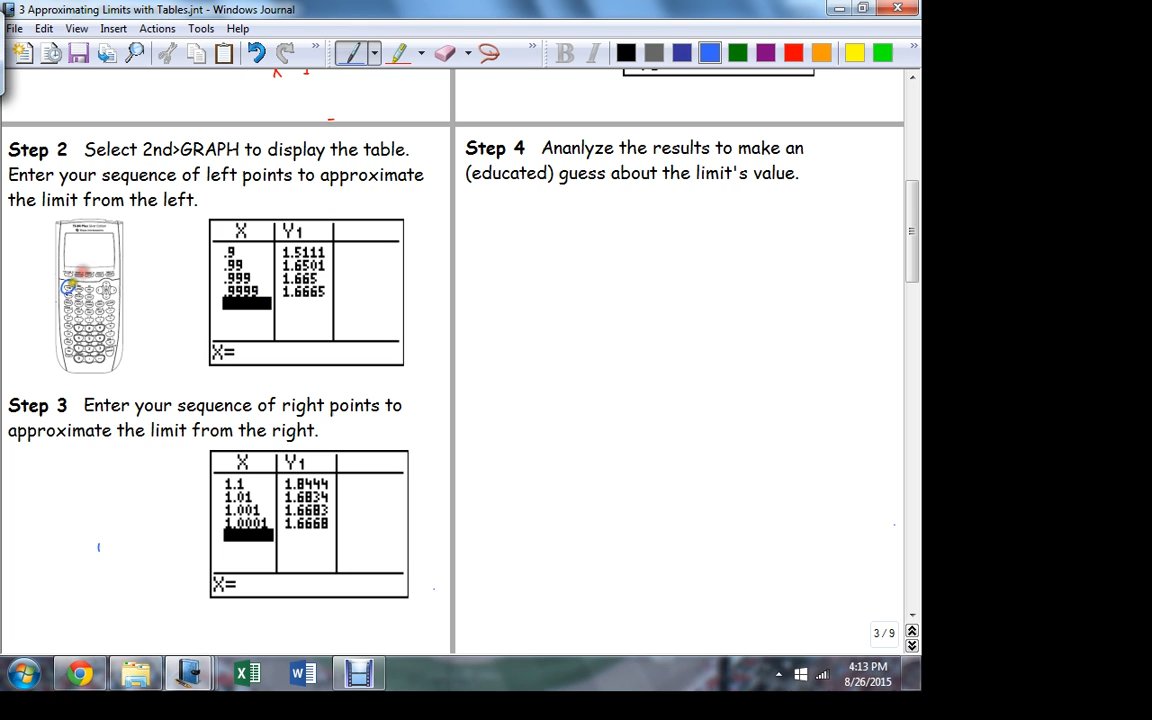 3 Approximating Limits with Tables.jnt - Windows Journal
File Edit View Insert Actions Tools Help
» » B I »
Step 2 Select 2nd>GRAPH to display the table.
Enter your sequence of left points to approximate
the limit from the left.
X Y1
.9 1.5111
.99 1.6501
.999 1.665
.9999 1.6665
X=
Step 3 Enter your sequence of right points to
approximate the limit from the right.
X Y1
1.1 1.8444
1.01 1.6834
1.001 1.6683
1.0001 1.6668
X=
Step 4 Ananlyze the results to make an
(educated) guess about the limit's value.
3 / 9
4:13 PM
8/26/2015